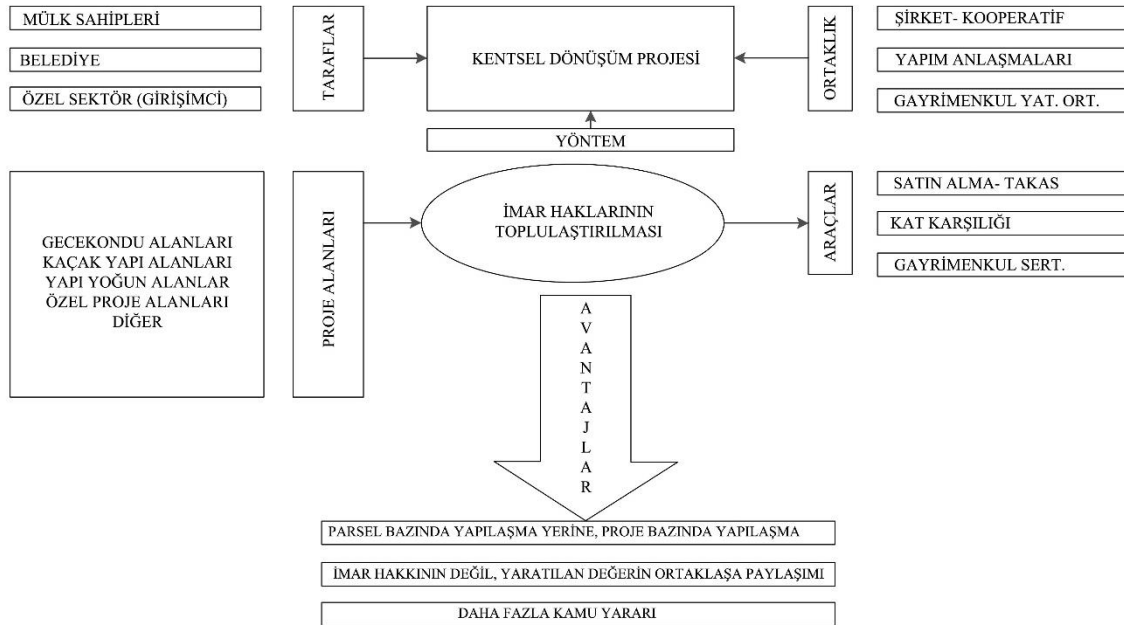 MÜLK SAHİPLERİ
BELEDİYE
ÖZEL SEKTÖR (GİRİŞİMCİ)
TARAFLAR
KENTSEL DÖNÜŞÜM PROJESİ
ORTAKLIK
ŞİRKET- KOOPERATİF
YAPIM ANLAŞMALARI
GAYRİMENKUL YAT. ORT.
YÖNTEM
GECEKONDU ALANLARI
KAÇAK YAPI ALANLARI
YAPI YOĞUN ALANLAR
ÖZEL PROJE ALANLARI
DİĞER
PROJE ALANLARI
İMAR HAKLARININ
TOPLULAŞTIRILMASI
ARAÇLAR
SATIN ALMA- TAKAS
KAT KARŞILIĞI
GAYRİMENKUL SERT.
AVANTAJLAR
PARSEL BAZINDA YAPILAŞMA YERİNE, PROJE BAZINDA YAPILAŞMA
İMAR HAKKININ DEĞİL, YARATILAN DEĞERİN ORTAKLAŞA PAYLAŞIMI
DAHA FAZLA KAMU YARARI